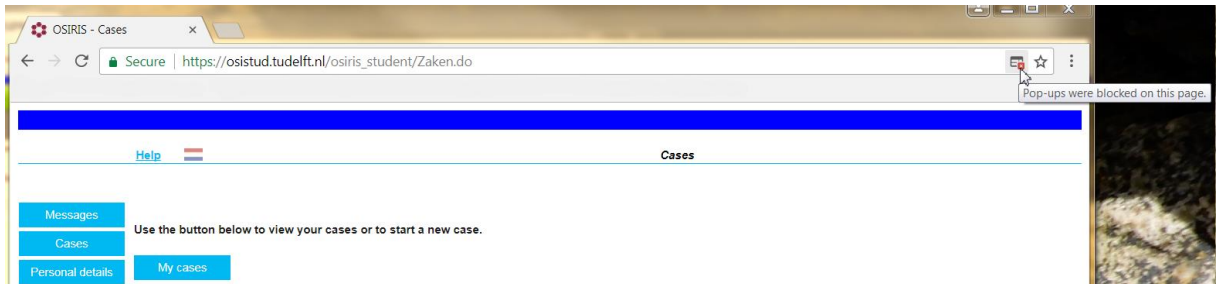 OSIRIS - Cases
Secure | https://osistud.tudelft.nl/osiris_student/Zaken.do
Pop-ups were blocked on this page.
Help Cases
Messages
Use the button below to view your cases or to start a new case.
Cases
My cases
Personal details